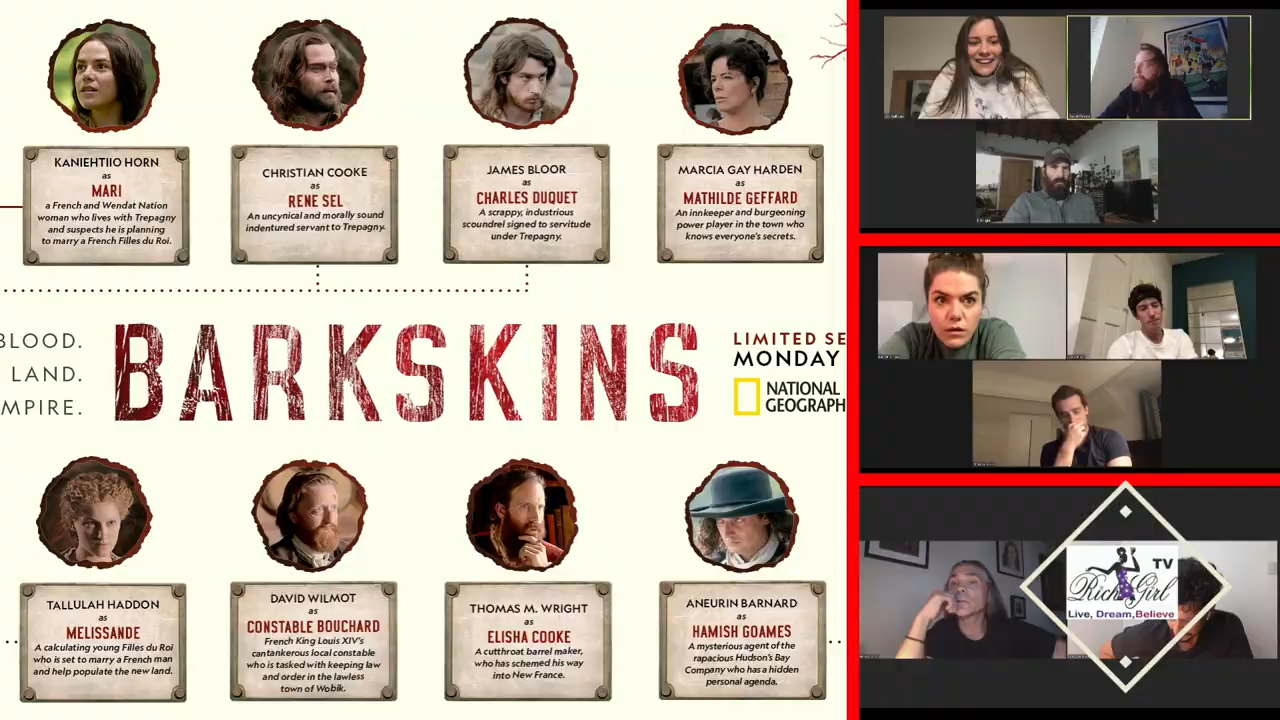 KANIEHTIIO HORN
as
MARI
a French and Wendat Nation
woman who lives with Trepagny
and suspects he is planning
to marry a French Filles du Roi.
CHRISTIAN COOKE
as
RENE SEL
An uncynical and morally sound
indentured servant to Trepagny.
JAMES BLOOR
as
CHARLES DUQUET
A scrappy, industrious
scoundrel signed to servitude
under Trepagny.
MARCIA GAY HARDEN
as
MATHILDE GEFFARD
An innkeeper and burgeoning
power player in the town who
knows everyone's secrets.
BLOOD.
LAND.
MPIRE.
BARKSKINS
LIMITED SE
MONDAY
NATIONAL
GEOGRAPH
TALLULAH HADDON
as
MELISSANDE
A calculating young Filles du Roi
who is set to marry a French man
and help populate the new land.
DAVID WILMOT
as
CONSTABLE BOUCHARD
French King Louis XIV's
cantankerous local constable
who is tasked with keeping law
and order in the lawless
town of Wobik.
THOMAS M. WRIGHT
as
ELISHA COOKE
A cutthroat barrel maker,
who has schemed his way
into New France.
ANEURIN BARNARD
as
HAMISH GOAMES
A mysterious agent of the
rapacious Hudson's Bay
Company who has a hidden
personal agenda.
TV
Rich Girl
Live, Dream,Believe